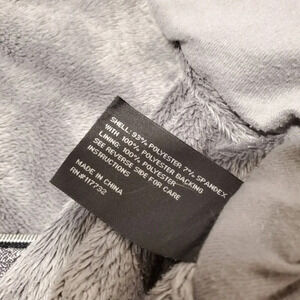 SHELL: 93% POLYESTER 7% SPANDEX
WITH 100% POLYESTER BACKING
LINING: 100% POLYESTER
SEE REVERSE SIDE FOR CARE
INSTRUCTIONS
MADE IN CHINA
RN#117732